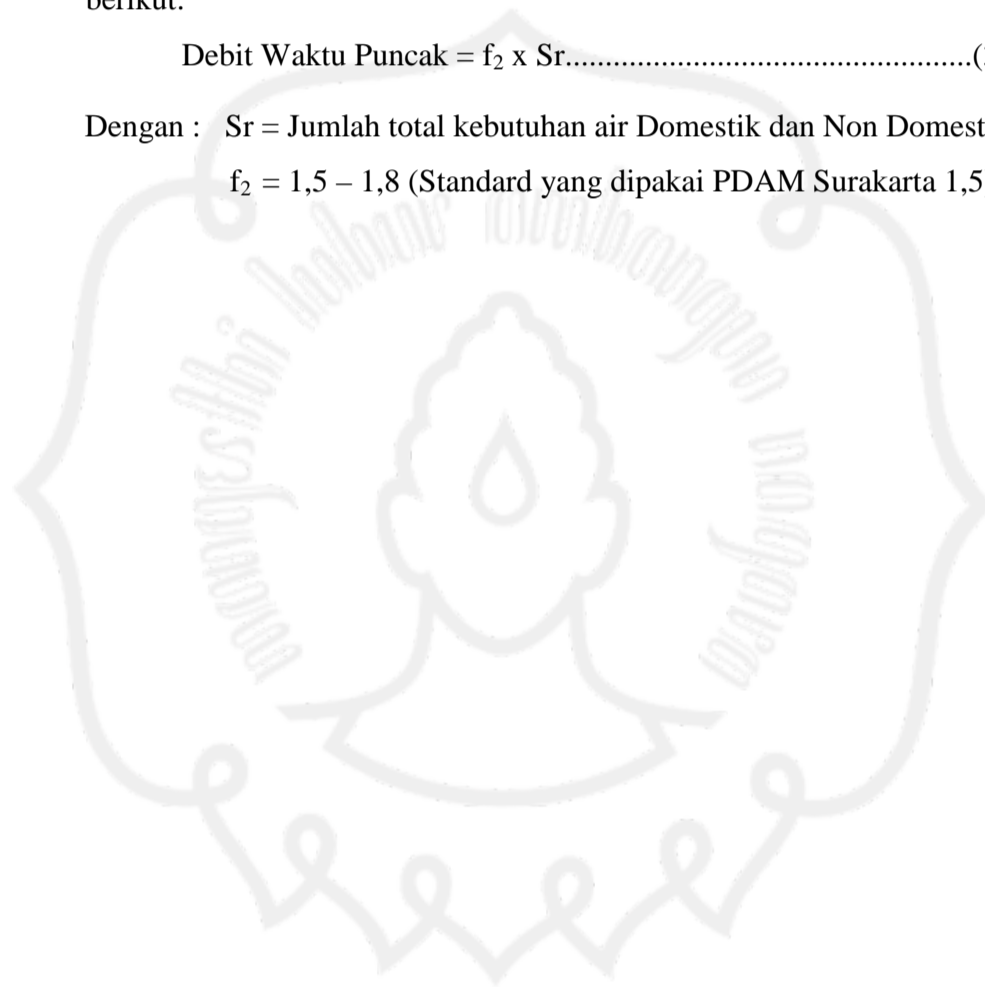 berikut:
Debit Waktu Puncak = f₂ x Sr..................................................(
Dengan : Sr = Jumlah total kebutuhan air Domestik dan Non
f₂ = 1,5 – 1,8 (Standard yang dipakai PDAM Surakarta 1,5